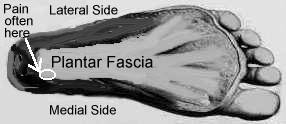 Pain
often
here
Lateral Side
Plantar Fascia
Medial Side